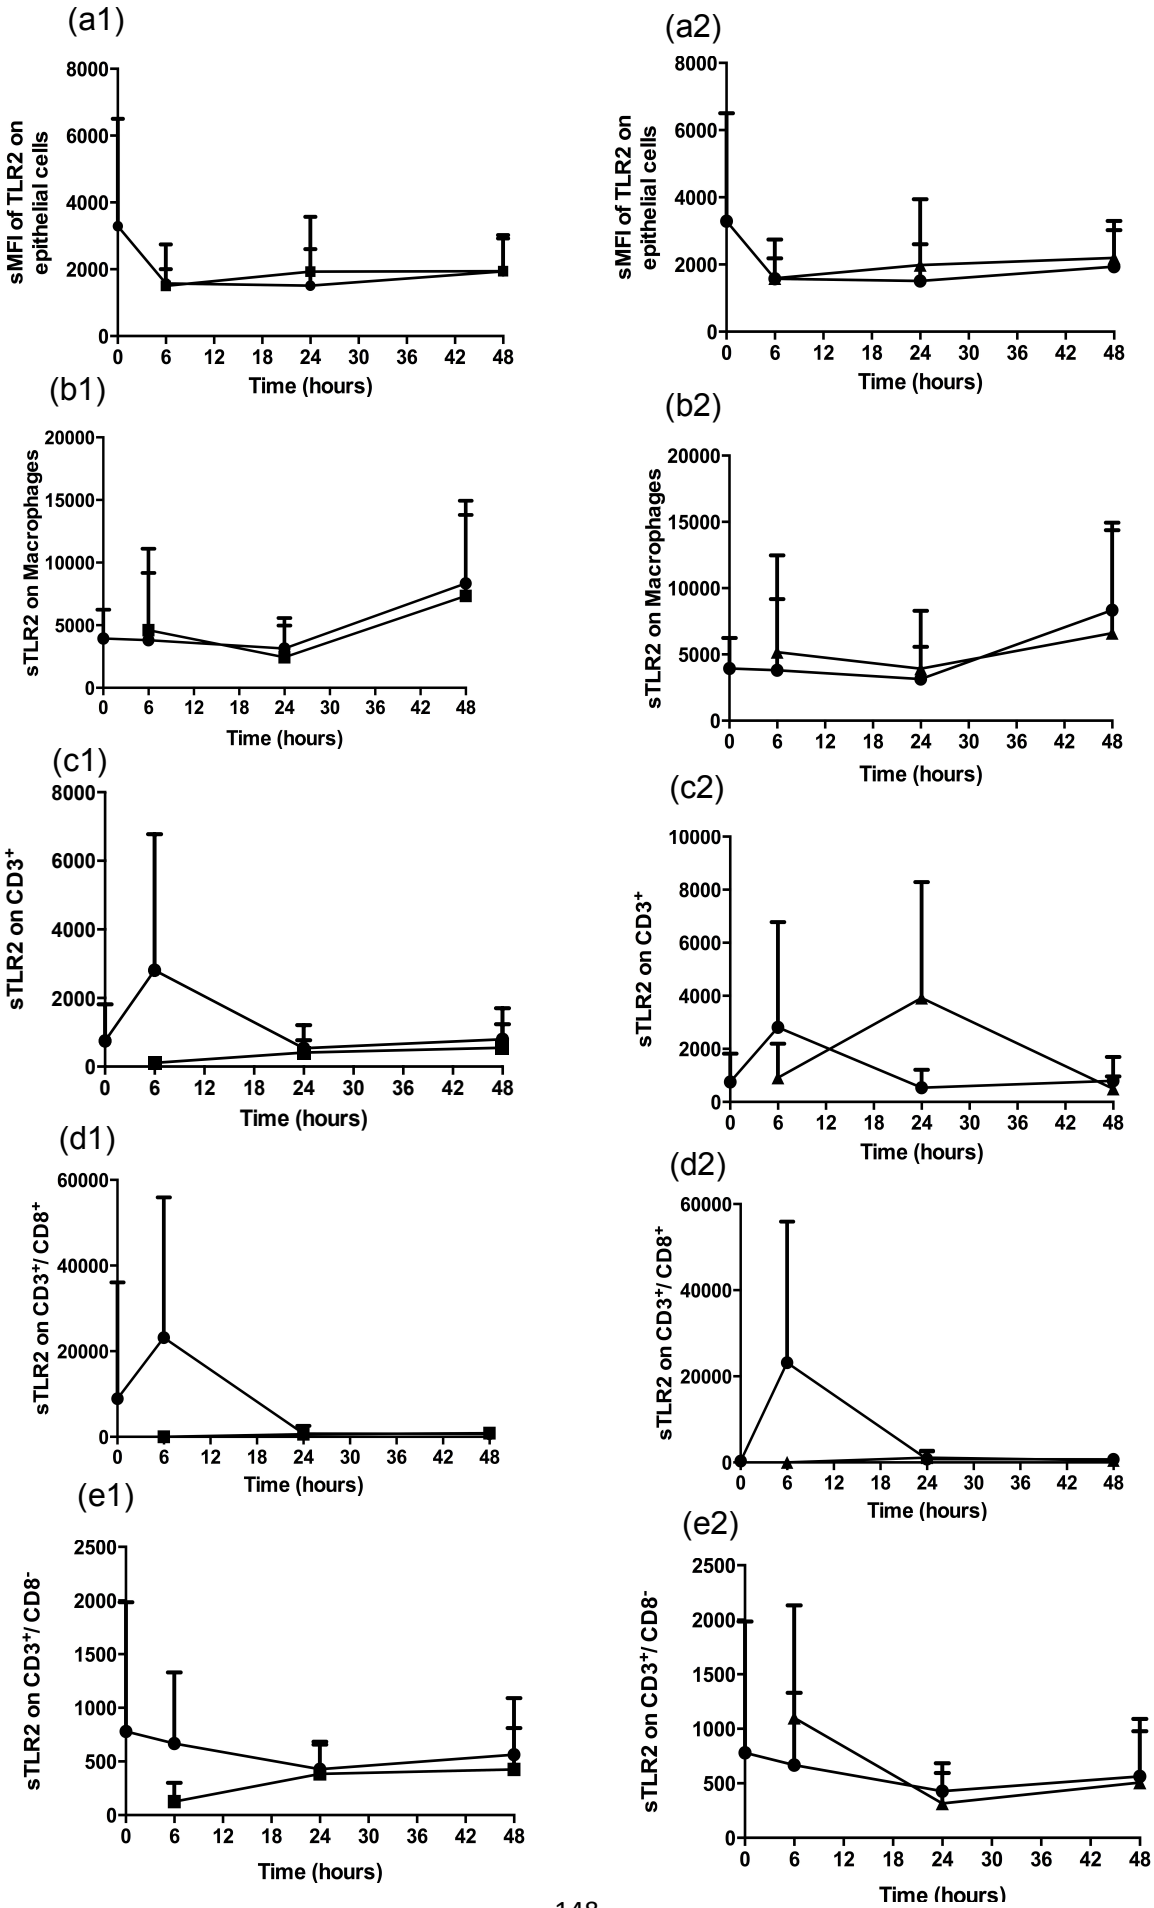 (a1)
8000
6000
4000
2000
0
sMFI of TLR2 on
epithelial cells
0 6 12 18 24 30 36 42 48
Time (hours)
(a2)
8000
6000
4000
2000
0
sMFI of TLR2 on
epithelial cells
0 6 12 18 24 30 36 42 48
Time (hours)
(b1)
20000
15000
10000
5000
0
sTLR2 on Macrophages
0 6 12 18 24 30 36 42 48
Time (hours)
(b2)
20000
15000
10000
5000
0
sTLR2 on Macrophages
0 6 12 18 24 30 36 42 48
Time (hours)
(c1)
8000
6000
4000
2000
0
sTLR2 on CD3⁺
0 6 12 18 24 30 36 42 48
Time (hours)
(c2)
10000
8000
6000
4000
2000
0
sTLR2 on CD3⁺
0 6 12 18 24 30 36 42 48
Time (hours)
(d1)
60000
40000
20000
0
sTLR2 on CD3⁺/ CD8⁺
0 6 12 18 24 30 36 42 48
Time (hours)
(d2)
60000
40000
20000
0
sTLR2 on CD3⁺/ CD8⁺
0 6 12 18 24 30 36 42 48
Time (hours)
(e1)
2500
2000
1500
1000
500
0
sTLR2 on CD3⁺/ CD8⁻
0 6 12 18 24 30 36 42 48
Time (hours)
(e2)
2500
2000
1500
1000
500
0
sTLR2 on CD3⁺/ CD8⁻
0 6 12 18 24 30 36 42 48
Time (hours)
148